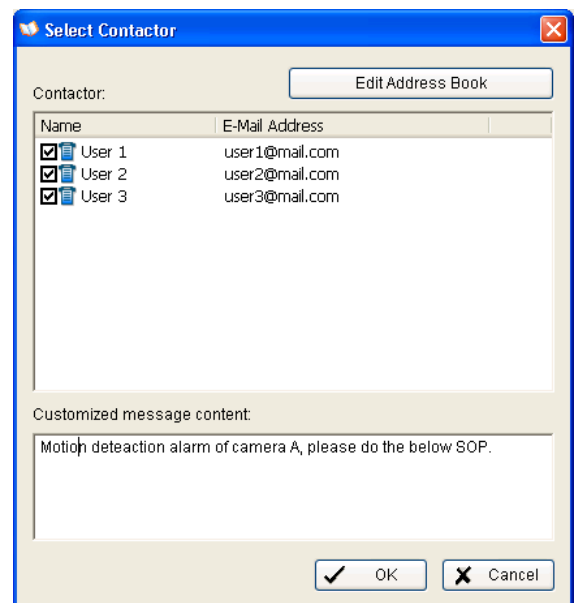 Select Contactor
Edit Address Book
Contactor:
Name E-Mail Address
User 1 user1@mail.com
User 2 user2@mail.com
User 3 user3@mail.com
Customized message content:
Motion deteaction alarm of camera A, please do the below SOP.
OK Cancel